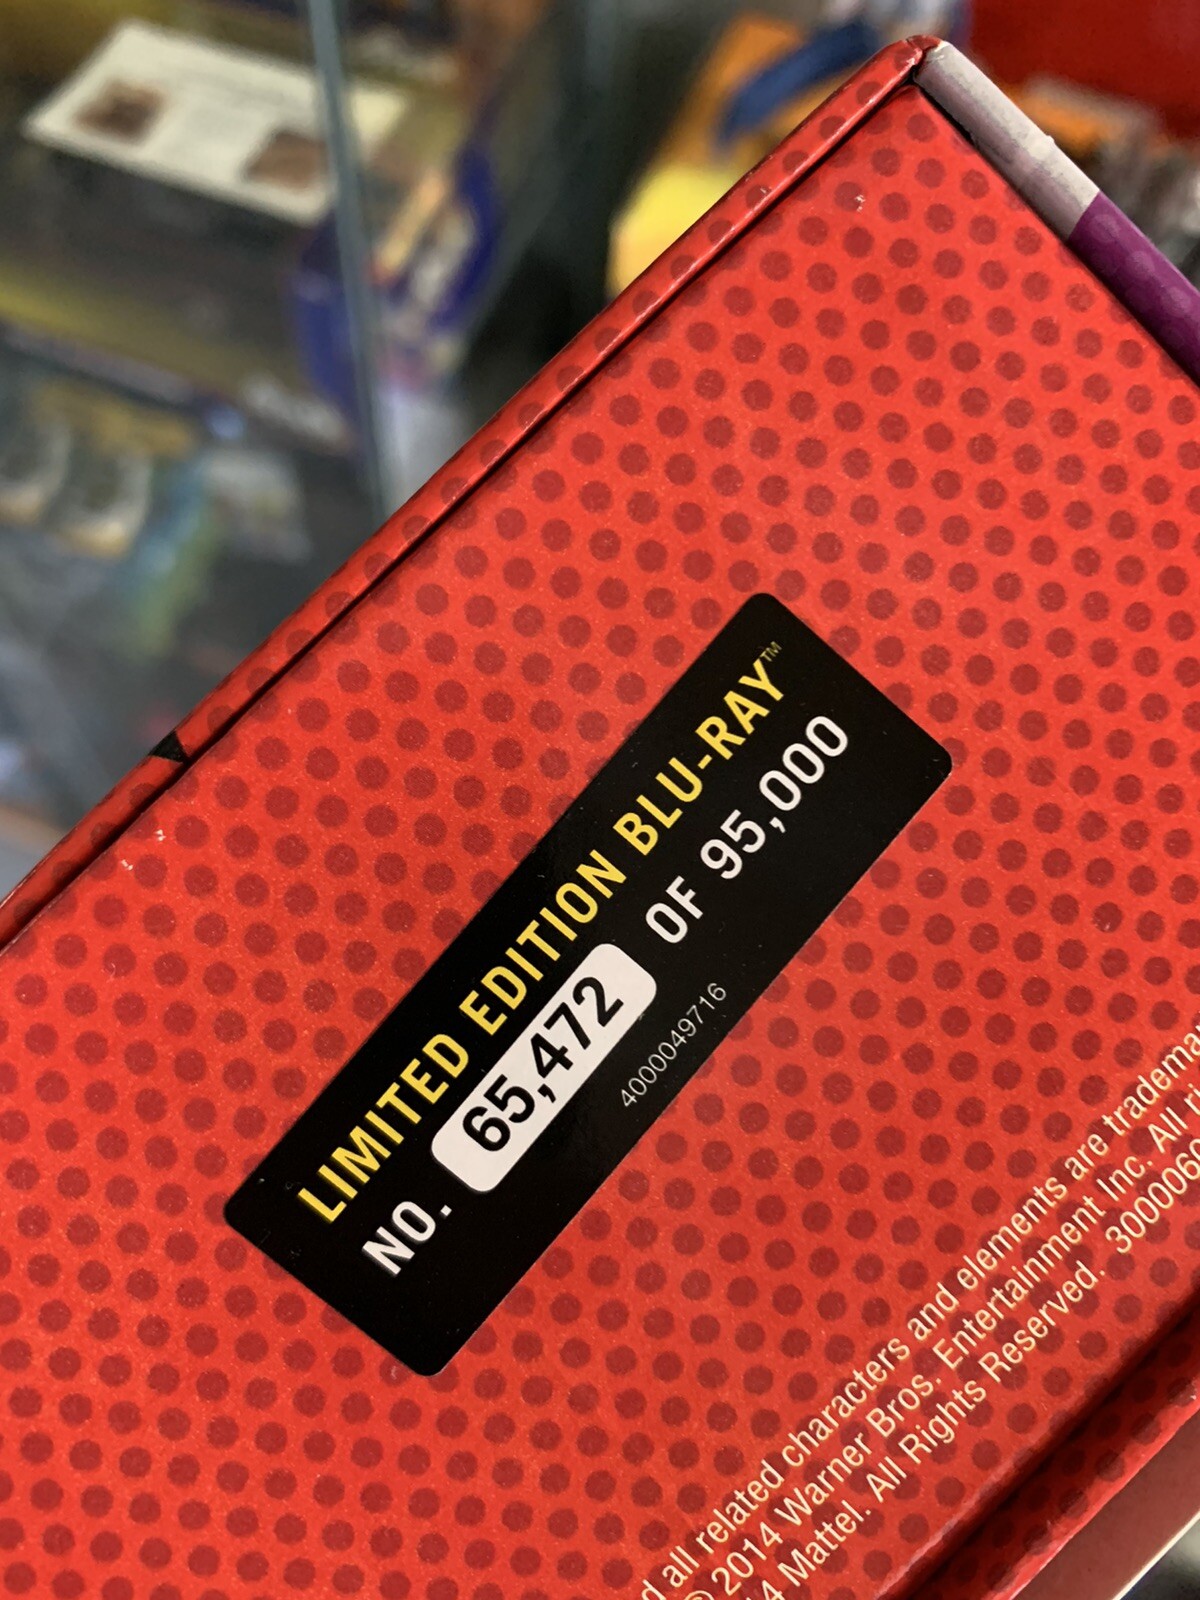 LIMITED EDITION BLU-RAY™
NO. 65,472 OF 95,000
4000049716
all related characters and elements are
© 2014 Warner Bros. Entertainment Inc. All
Mattel. All Rights Reserved.